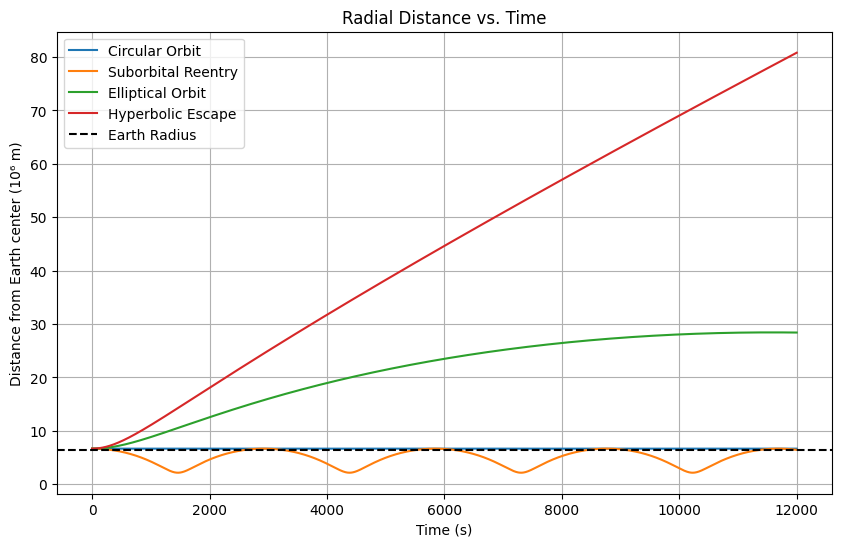 Radial Distance vs. Time
Circular Orbit
Suborbital Reentry
Elliptical Orbit
Hyperbolic Escape
Earth Radius
Distance from Earth center (10⁶ m)
80
70
60
50
40
30
20
10
0
0 2000 4000 6000 8000 10000 12000
Time (s)